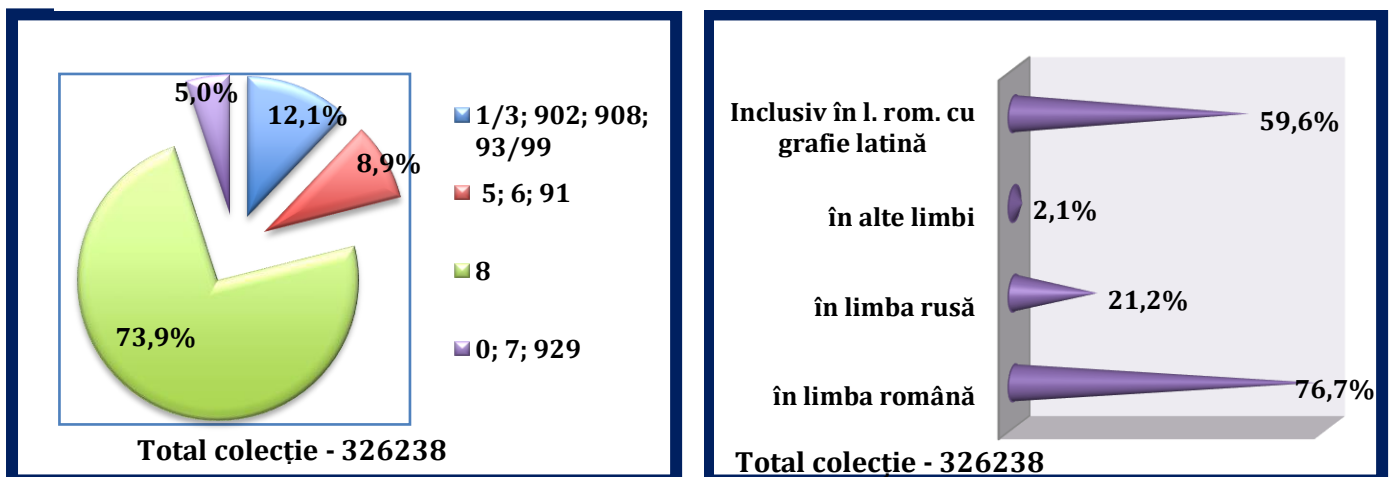 5,0%
12,1%
8,9%
73,9%
1/3; 902; 908;
93/99
5; 6; 91
8
0; 7; 929
Total colecție - 326238
Inclusiv în l. rom. cu
grafie latină
59,6%
în alte limbi
2,1%
în limba rusă
21,2%
în limba română
76,7%
Total colecție - 326238